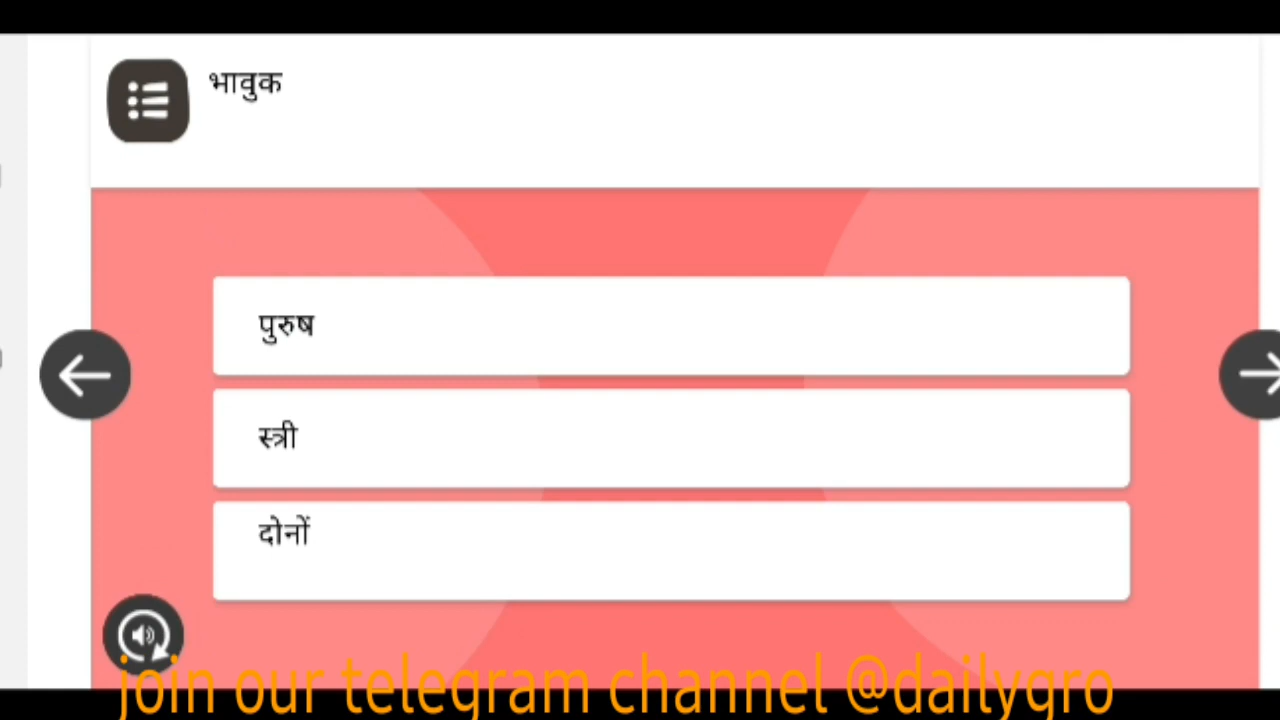 भावुक
पुरुष
स्त्री
दोनों
join our telegram channel @dailygro